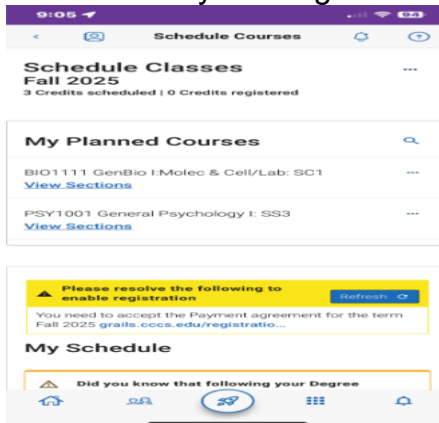 9:05
94
Schedule Courses
Schedule Classes
Fall 2025
3 Credits scheduled | 0 Credits registered
My Planned Courses
BIO1111 GenBio I:Molec & Cell/Lab: SC1
View Sections
PSY1001 General Psychology I: SS3
View Sections
Please resolve the following to
enable registration
Refresh
You need to accept the Payment agreement for the term
Fall 2025 grails.cccs.edu/registratio...
My Schedule
Did you know that following your Degree